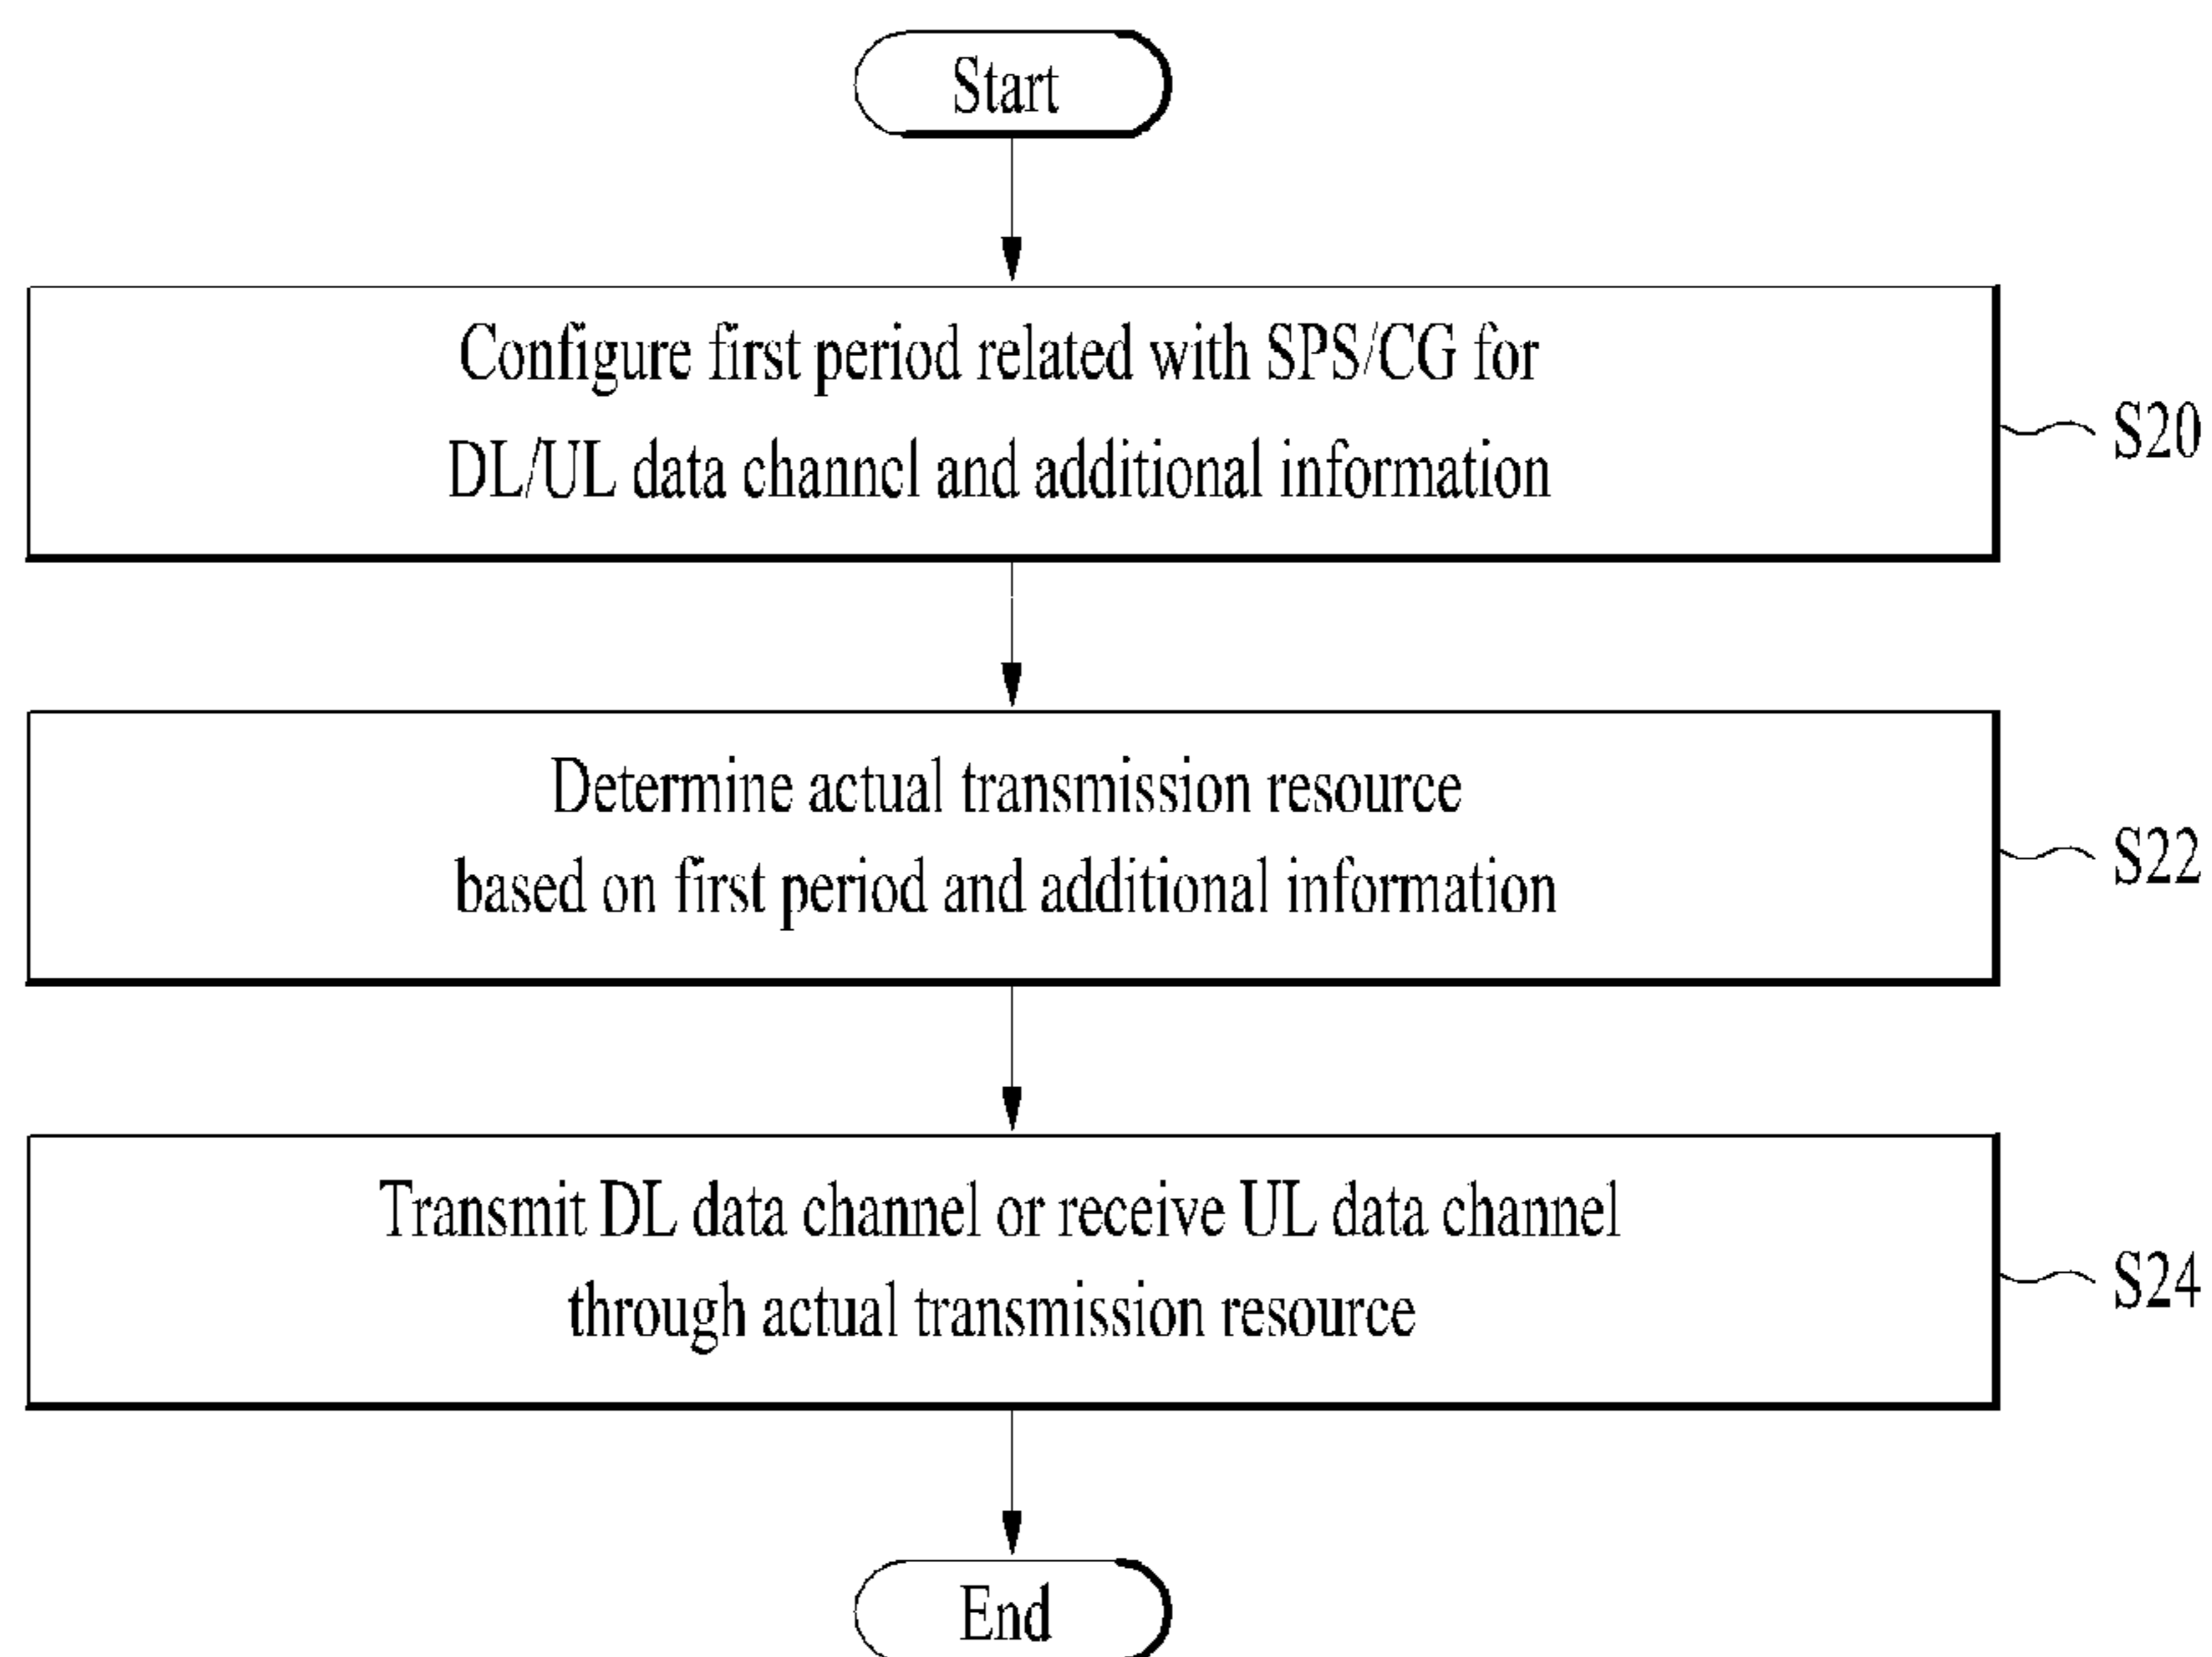 Start
Configure first period related with SPS/CG for
DL/UL data channel and additional information
S20
Determine actual transmission resource
based on first period and additional information
S22
Transmit DL data channel or receive UL data channel
through actual transmission resource
S24
End